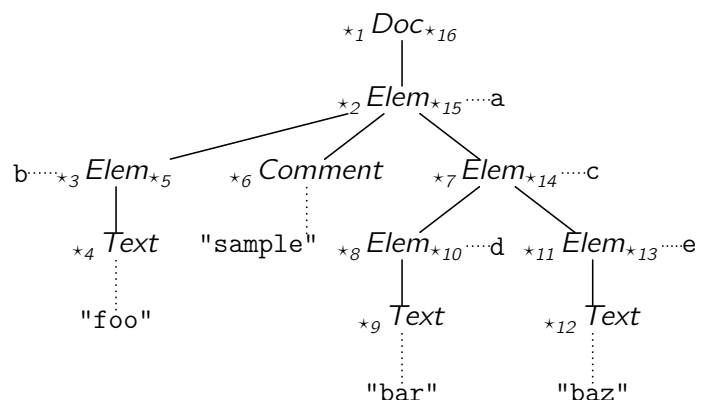 ⋆1 Doc⋆16
⋆2 Elem⋆15 a
b ⋆3 Elem⋆5 ⋆6 Comment ⋆7 Elem⋆14 c
⋆4 Text "sample" ⋆8 Elem⋆10 d ⋆11 Elem⋆13 e
"foo" ⋆9 Text ⋆12 Text
"bar" "baz"